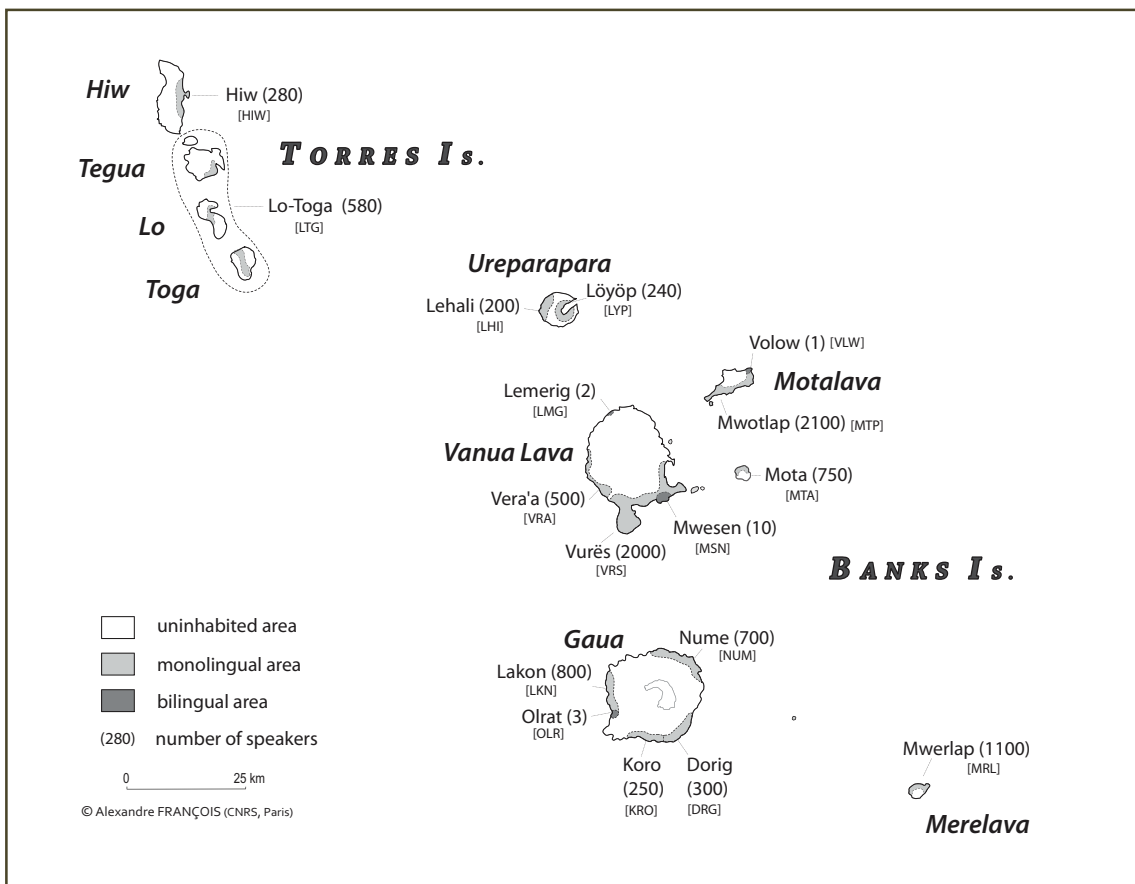 Hiw
Hiw (280)
[HIW]
TORRES Is.
Tegua
Lo-Toga (580)
[LTG]
Lo
Toga
Ureparapara
Löyöp (240)
[LYP]
Lehali (200)
[LHI]
Volow (1) [VLW]
Motalava
Mwotlap (2100) [MTP]
Lemerig (2)
[LMG]
Vanua Lava
Mota (750)
[MTA]
Vera'a (500)
[VRA]
Mwesen (10)
[MSN]
Vurës (2000)
[VRS]
BANKS Is.
uninhabited area
monolingual area
bilingual area
(280) number of speakers
0 25 km
© Alexandre FRANÇOIS (CNRS, Paris)
Gaua
Nume (700)
[NUM]
Lakon (800)
[LKN]
Olrat (3)
[OLR]
Koro
(250)
[KRO]
Dorig
(300)
[DRG]
Mwerlap (1100)
[MRL]
Merelava